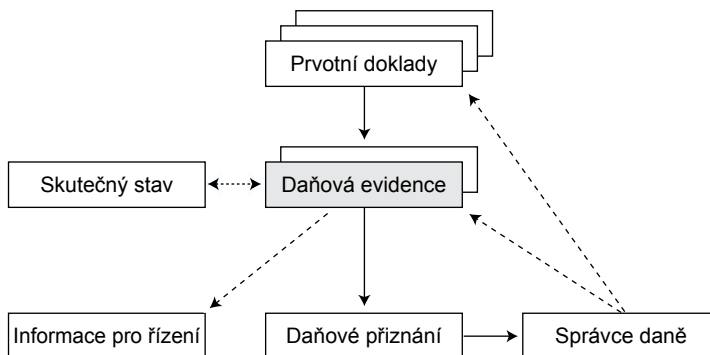 Prvotní doklady
Skutečný stav
Daňová evidence
Informace pro řízení
Daňové přiznání
Správce daně